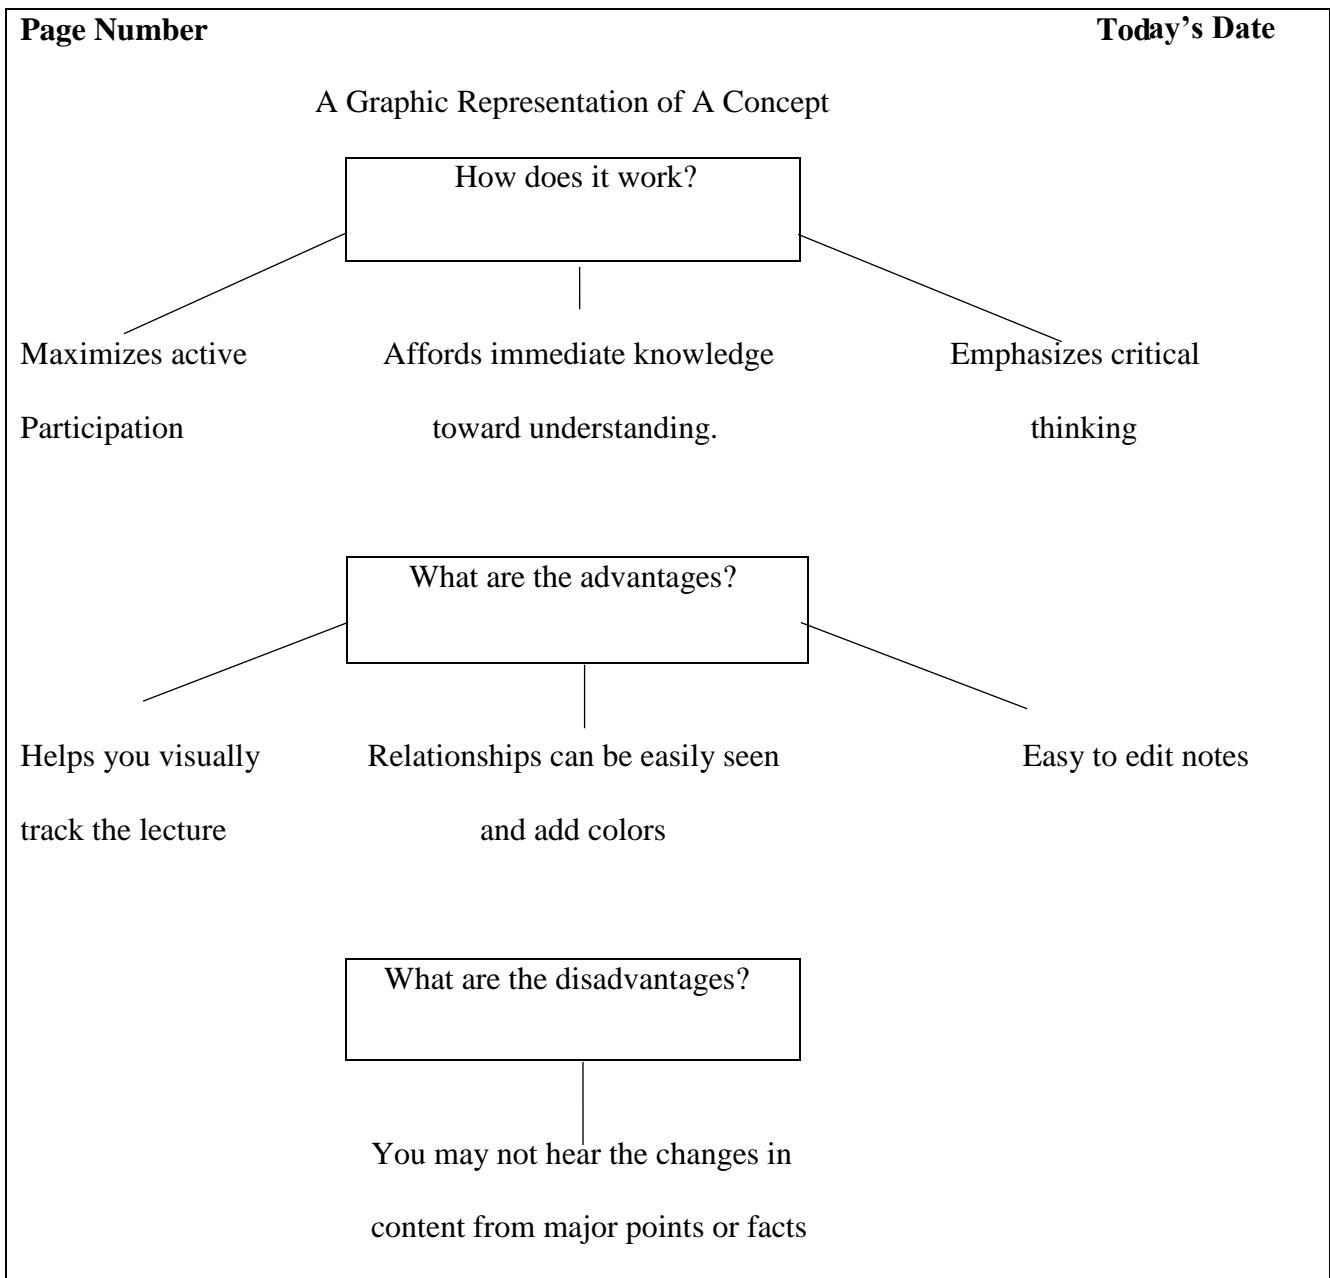 Page Number Today's Date
A Graphic Representation of A Concept
How does it work?
Maximizes active Affords immediate knowledge Emphasizes critical
Participation toward understanding. thinking
What are the advantages?
Helps you visually Relationships can be easily seen Easy to edit notes
track the lecture and add colors
What are the disadvantages?
You may not hear the changes in
content from major points or facts